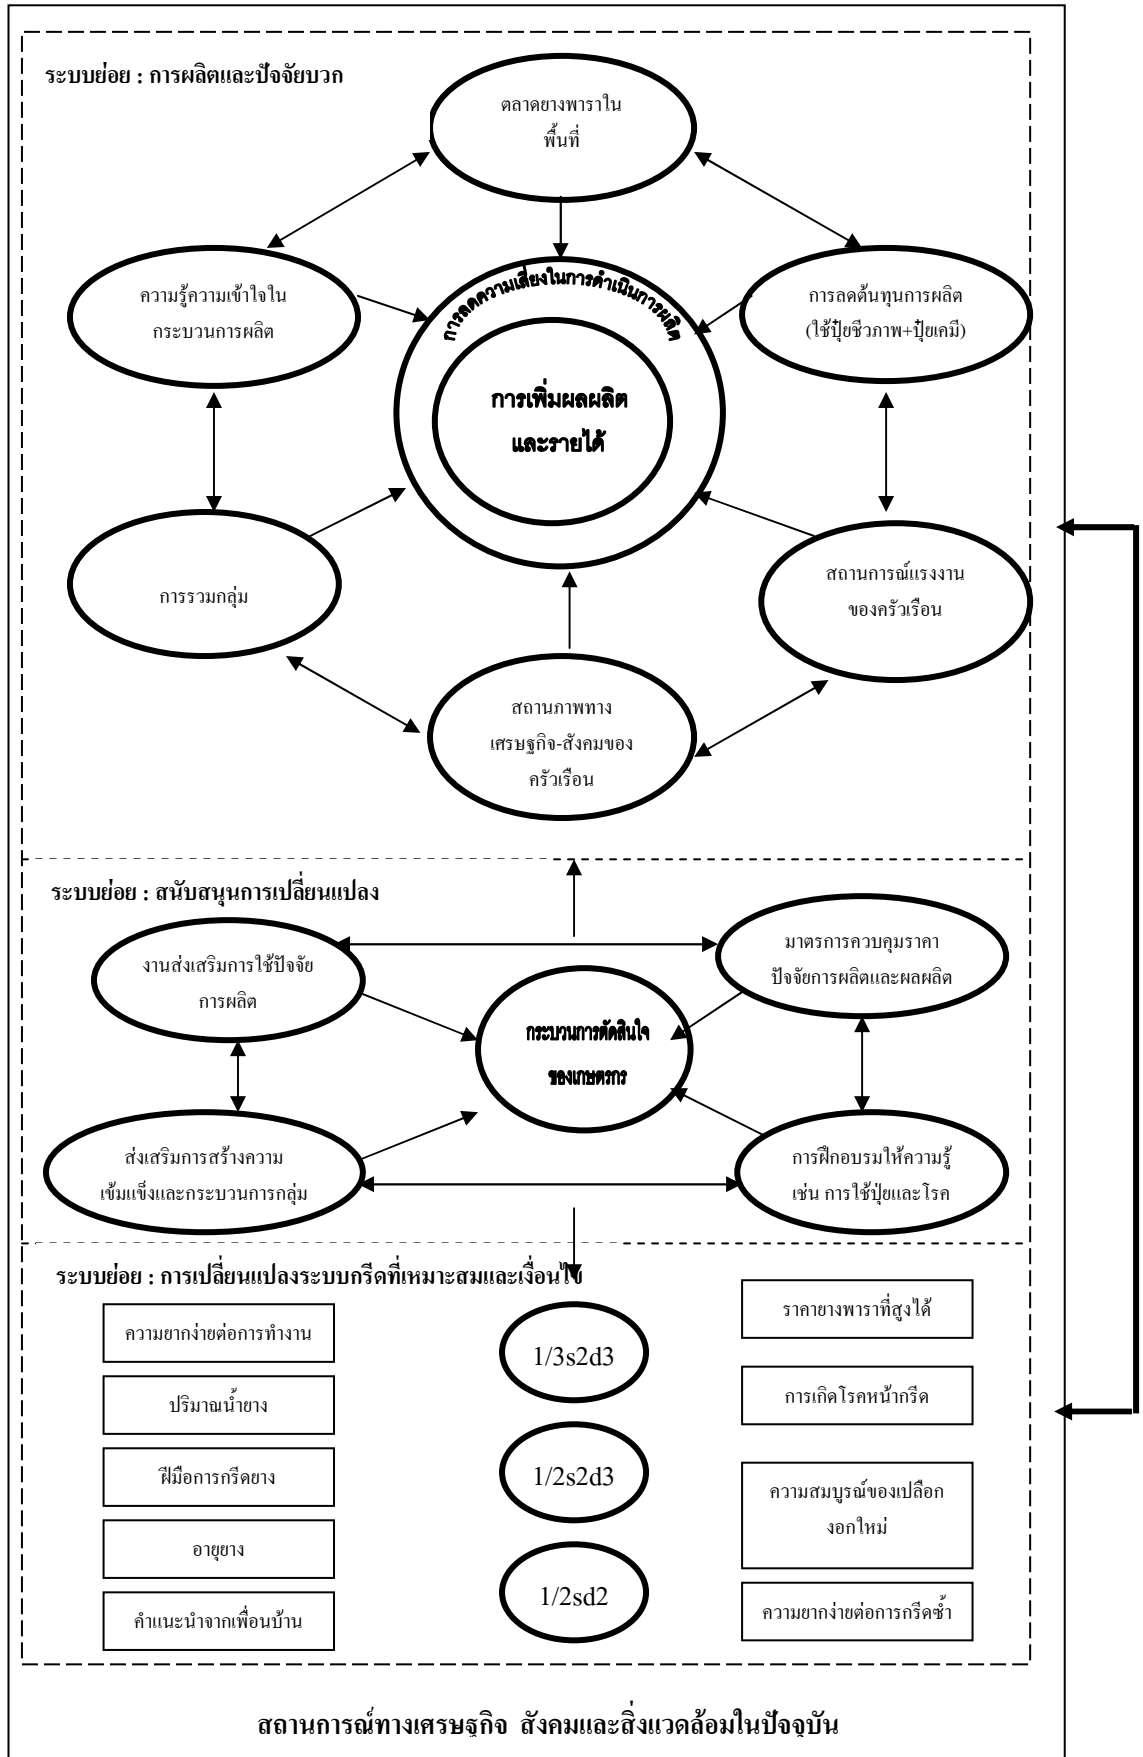 ระบบย่อย : การผลิตและปัจจัยบวก
ตลาดยางพาราใน
พื้นที่
ความรู้ความเข้าใจใน
กระบวนการผลิต
การลดความเสี่ยงในการดำเนินการผลิต
การลดต้นทุนการผลิต
(ใช้ปุ๋ยชีวภาพ+ปุ๋ยเคมี)
การเพิ่มผลผลิต
และรายได้
การรวมกลุ่ม
สถานการณ์แรงงาน
ของครัวเรือน
สถานภาพทาง
เศรษฐกิจ-สังคมของ
ครัวเรือน
ระบบย่อย : สนับสนุนการเปลี่ยนแปลง
งานส่งเสริมการใช้ปัจจัย
การผลิต
มาตรการควบคุมราคา
ปัจจัยการผลิตและผลผลิต
กระบวนการตัดสินใจ
ของเกษตรกร
ส่งเสริมการสร้างความ
เข้มแข็งและกระบวนการกลุ่ม
การฝึกอบรมให้ความรู้
เช่น การใช้ปุ๋ยและโรค
ระบบย่อย : การเปลี่ยนแปลงระบบกรีดที่เหมาะสมและเงื่อนไข
ความยากง่ายต่อการทำงาน
ปริมาณน้ำยาง
ฝีมือการกรีดยาง
อายุยาง
คำแนะนำจากเพื่อนบ้าน
1/3s2d3
1/2s2d3
1/2sd2
ราคายางพาราที่สูงได้
การเกิดโรคหน้ากรีด
ความสมบูรณ์ของเปลือก
งอกใหม่
ความยากง่ายต่อการกรีดซ้ำ
สถานการณ์ทางเศรษฐกิจ สังคมและสิ่งแวดล้อมในปัจจุบัน